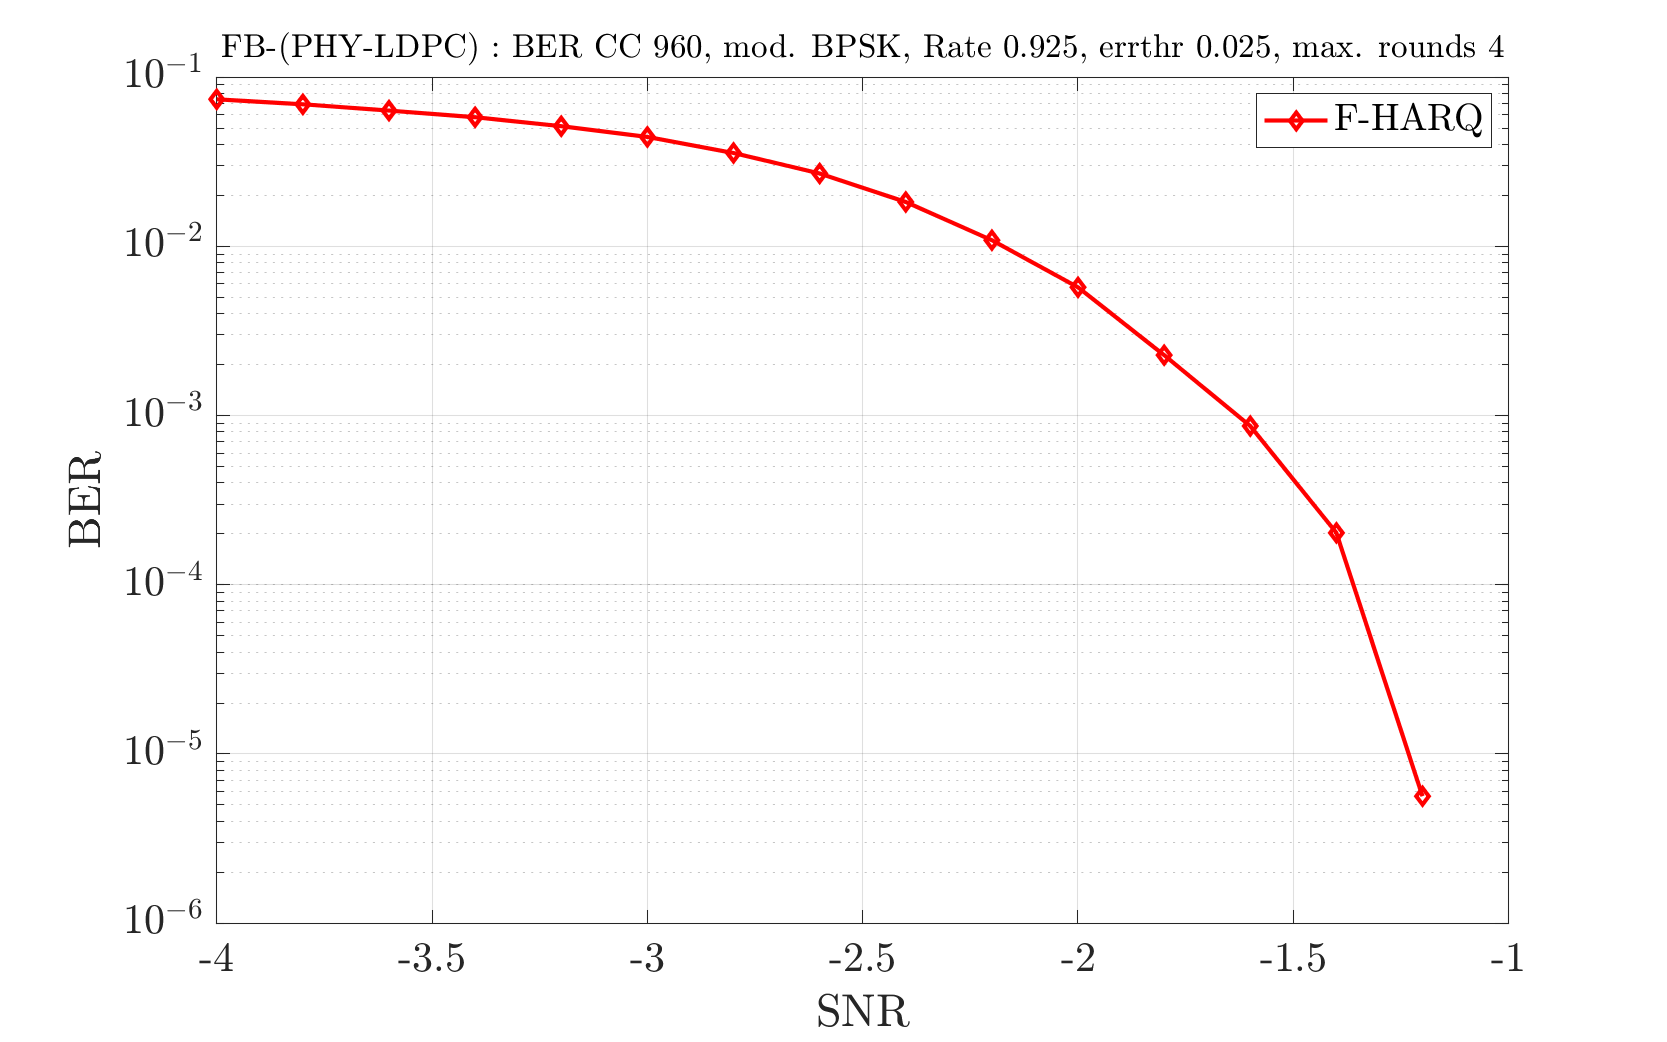 FB-(PHY-LDPC) : BER CC 960, mod. BPSK, Rate 0.925, errthr 0.025, max. rounds 4
F-HARQ
10⁻¹
10⁻²
10⁻³
10⁻⁴
10⁻⁵
10⁻⁶
BER
-4 -3.5 -3 -2.5 -2 -1.5 -1
SNR